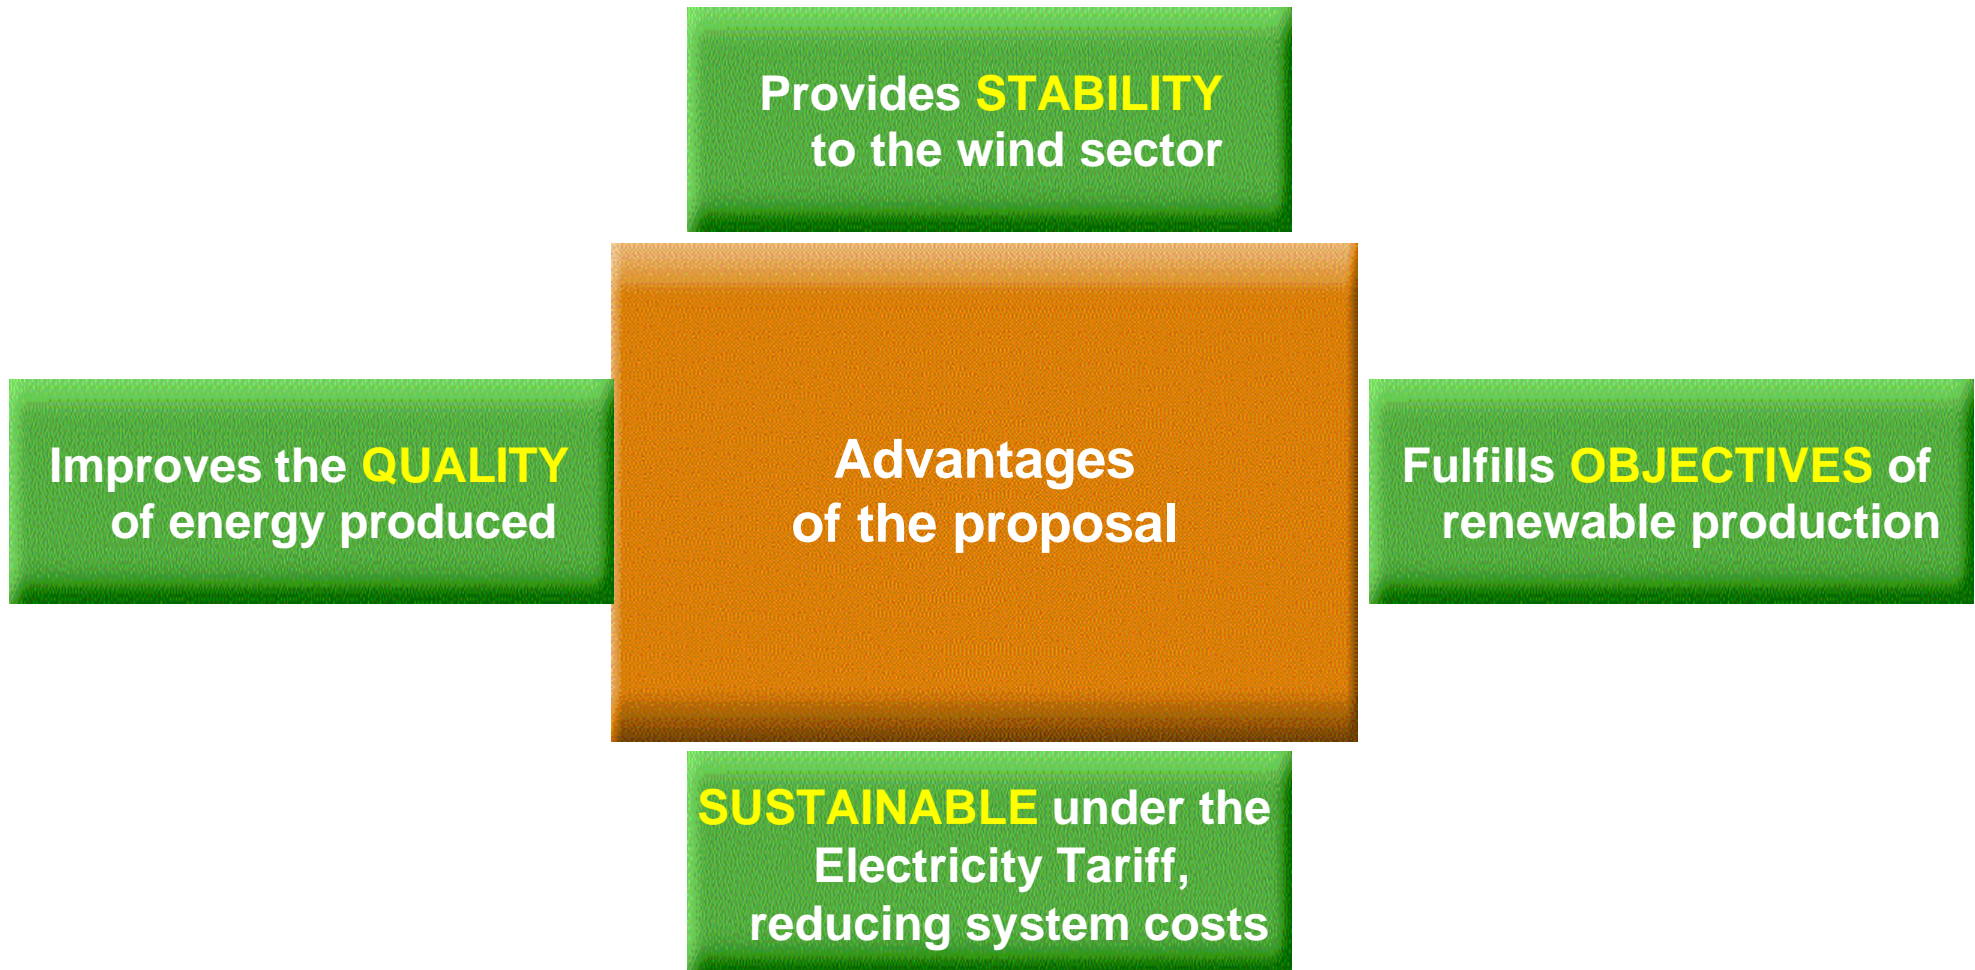 Provides STABILITY
to the wind sector
Improves the QUALITY
of energy produced
Advantages
of the proposal
Fulfills OBJECTIVES of
renewable production
SUSTAINABLE under the
Electricity Tariff,
reducing system costs